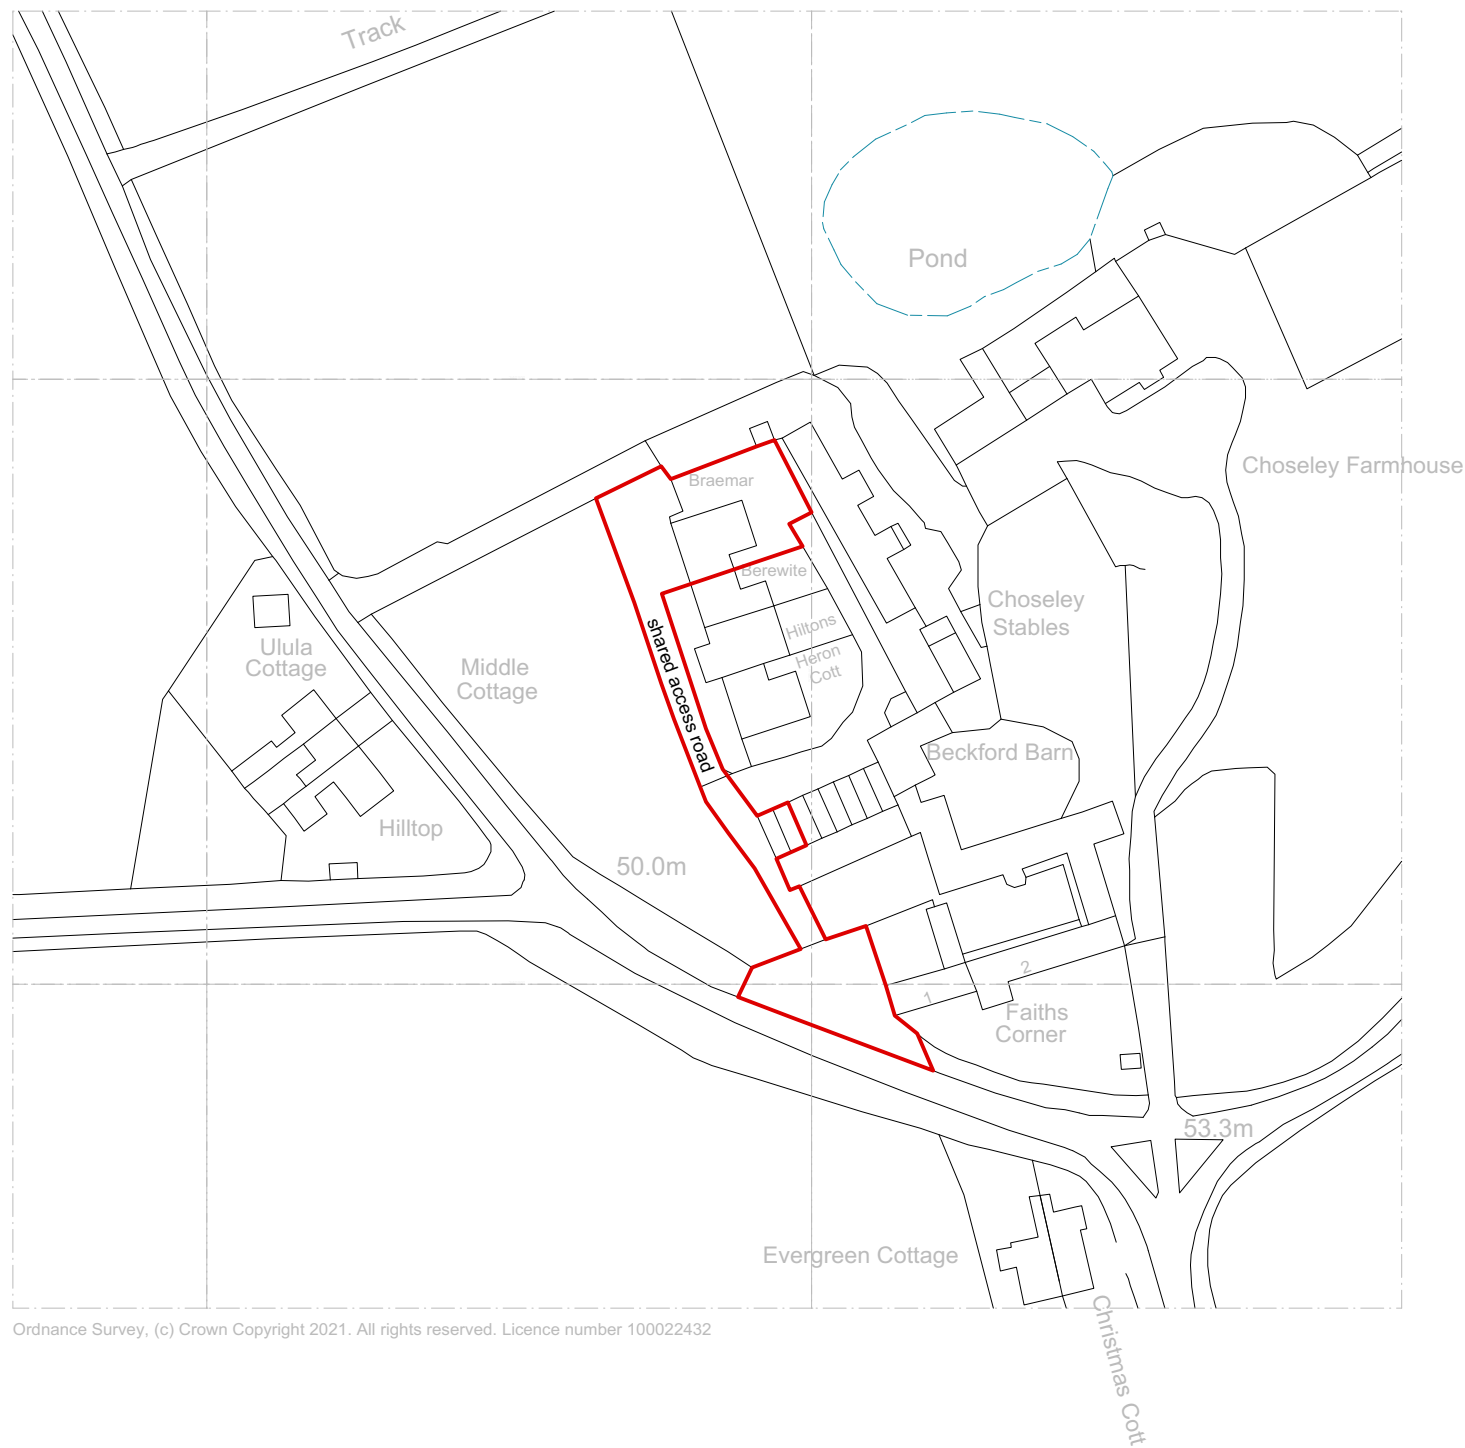 Track
Pond
Choseley Farmhouse
Braemar
Berewite
Choseley
Stables
Hiltons
Heron
Cott
shared access road
Ulula
Cottage
Middle
Cottage
Beckford Barn
Hilltop
50.0m
2
1
Faiths
Corner
53.3m
Evergreen Cottage
Christmas Cott
Ordnance Survey, (c) Crown Copyright 2021. All rights reserved. Licence number 100022432